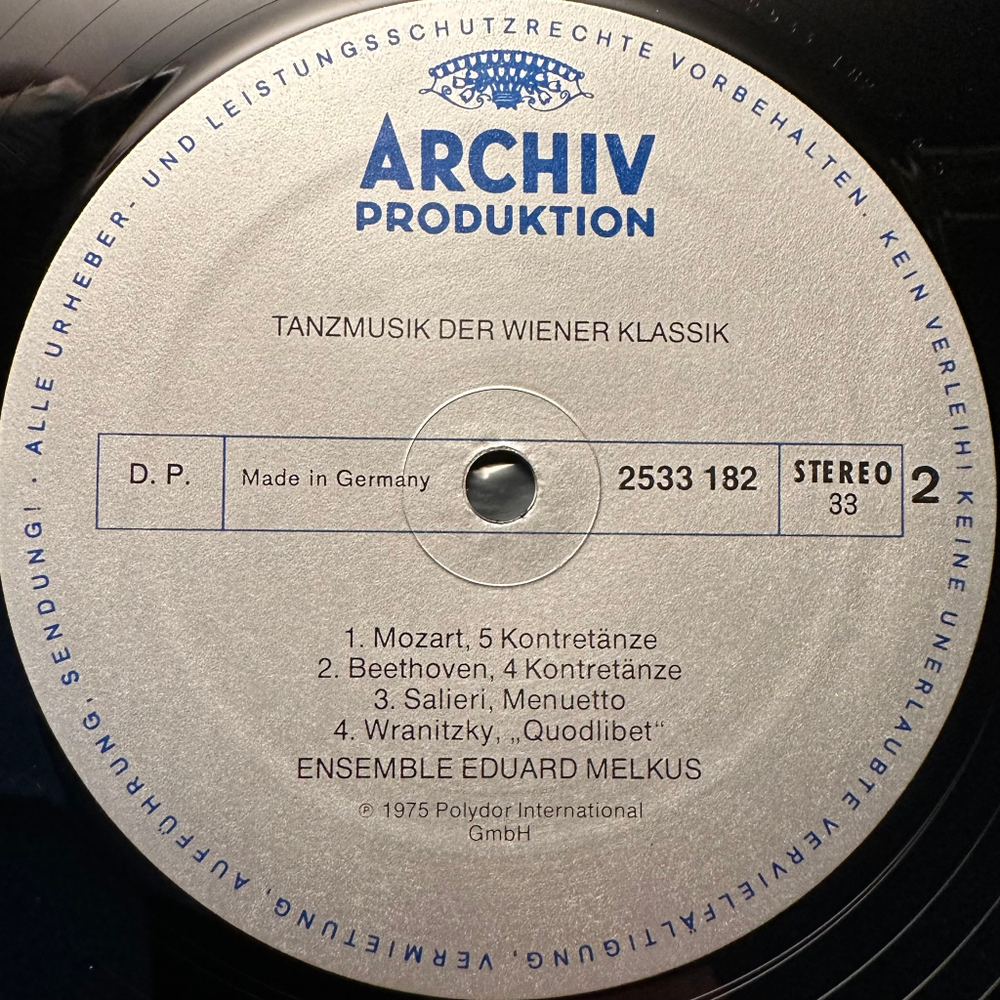 ALLE URHEBER- UND LEISTUNGSSCHUTZRECHTE VORBEHALTEN. KEIN VERLEIH! KEINE UNERLAUBTE VERVIELFÄLTIGUNG, VERMIETUNG, AUFFÜHRUNG, SENDUNG! ·
ARCHIV
PRODUKTION
TANZMUSIK DER WIENER KLASSIK
D. P.
Made in Germany
2533 182
STEREO
33
2
1. Mozart, 5 Kontretänze
2. Beethoven, 4 Kontretänze
3. Salieri, Menuetto
4. Wranitzky, „Quodlibet“
ENSEMBLE EDUARD MELKUS
℗ 1975 Polydor International
GmbH